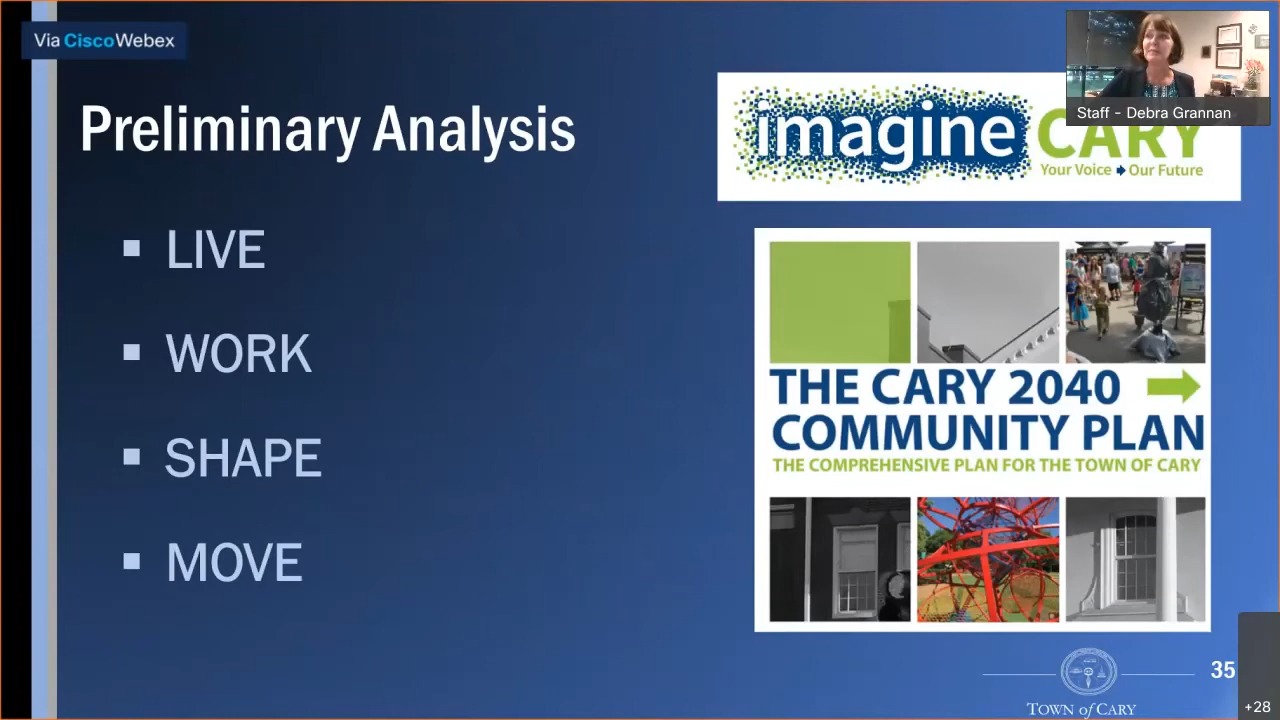 Via CiscoWebex
Staff - Debra Grannan
Preliminary Analysis
imagine CARY
Your Voice Our Future
▪ LIVE
▪ WORK
▪ SHAPE
▪ MOVE
THE CARY 2040
COMMUNITY PLAN
THE COMPREHENSIVE PLAN FOR THE TOWN OF CARY
35
TOWN of CARY
+28